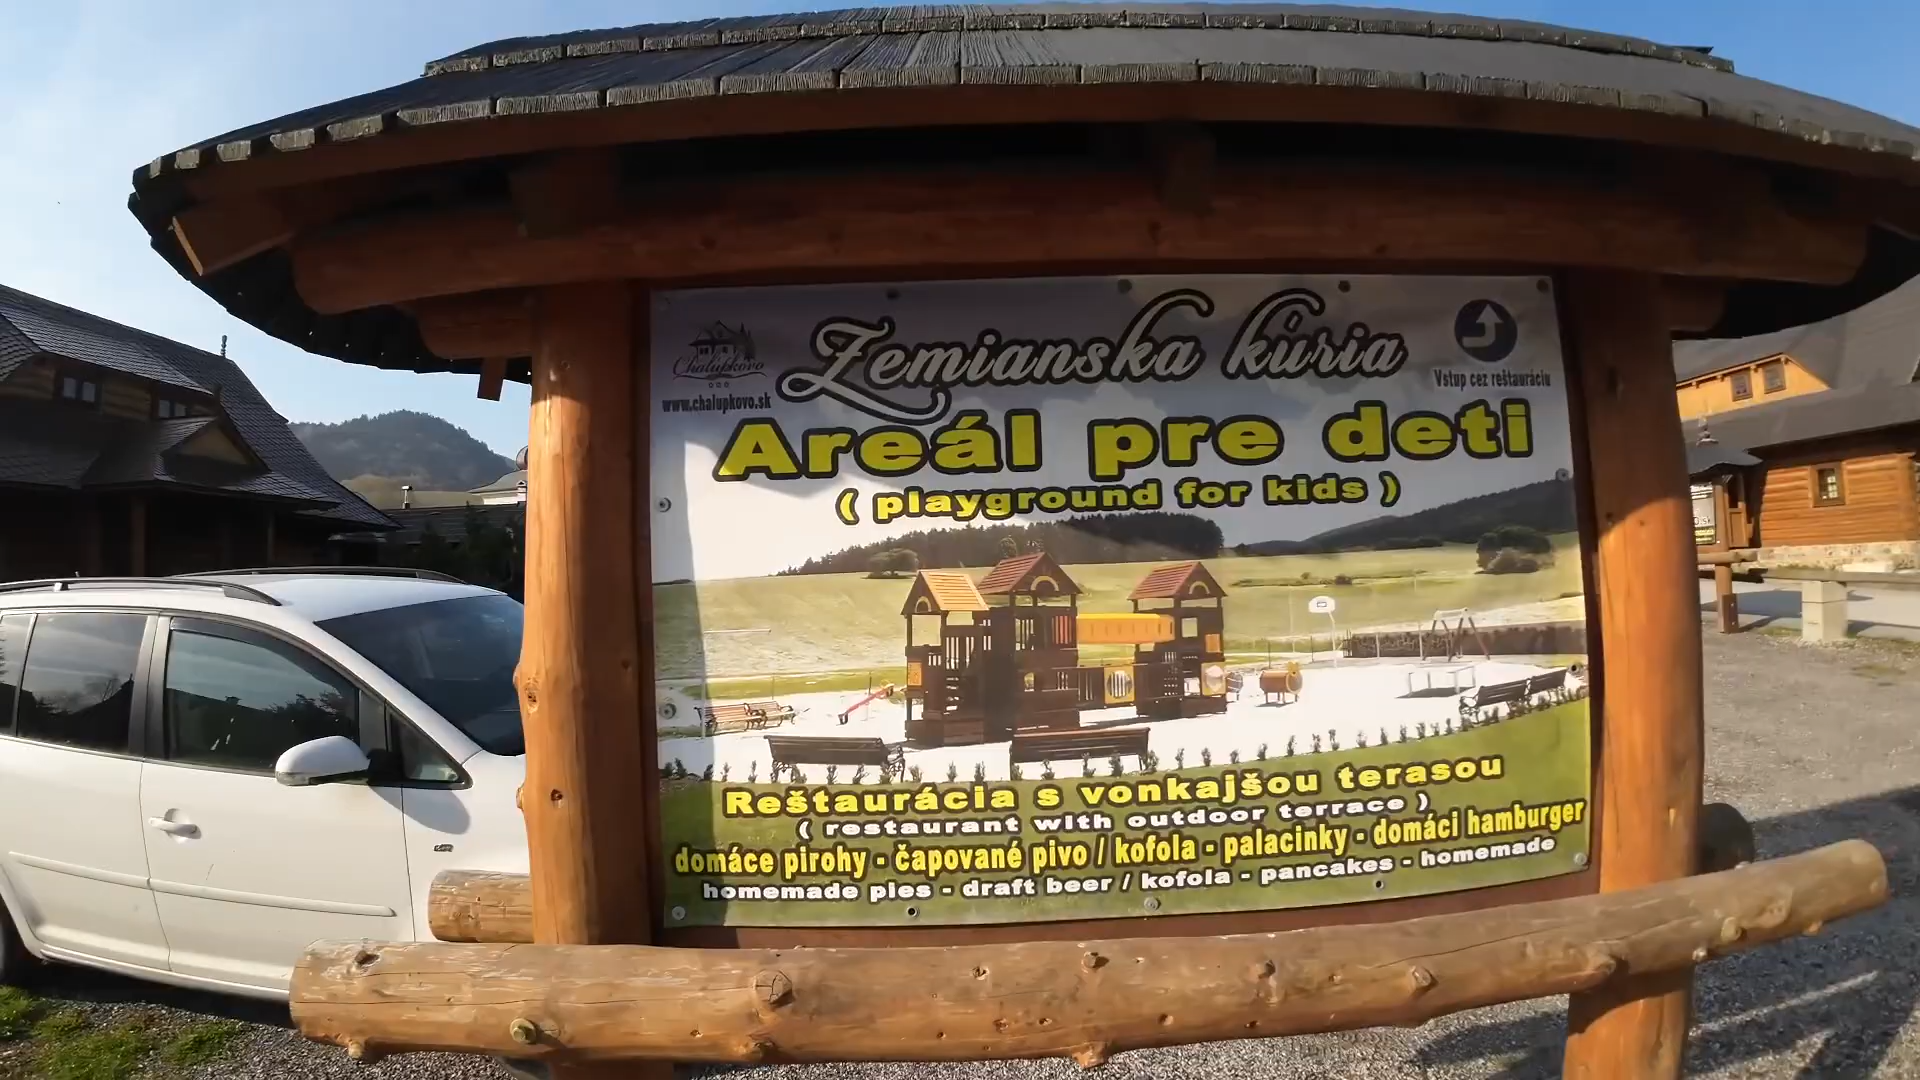 Zemianska kúria
Chalupkovo
www.chalupkovo.sk
Vstup cez reštauráciu
Areál pre deti
( playground for kids )
Reštaurácia s vonkajšou terasou
( restaurant with outdoor terrace )
domáce pirohy - čapované pivo / kofola - palacinky - domáci hamburger
homemade pies - draft beer / kofola - pancakes - homemade